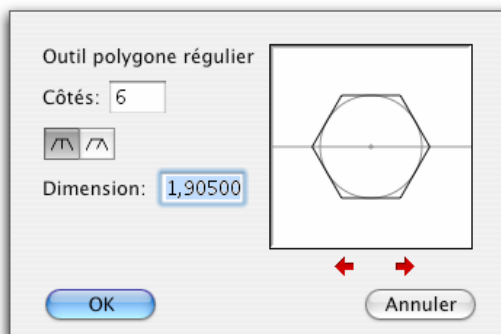 Outil polygone régulier
Côtés: 6
Dimension: 1,90500
OK
Annuler